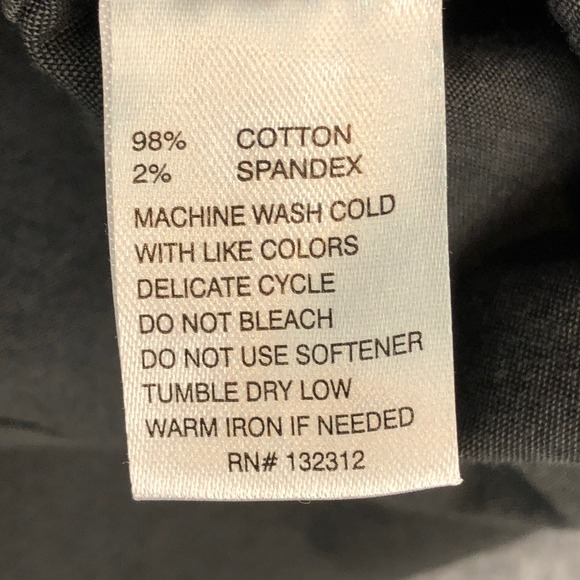 98% COTTON
2% SPANDEX
MACHINE WASH COLD
WITH LIKE COLORS
DELICATE CYCLE
DO NOT BLEACH
DO NOT USE SOFTENER
TUMBLE DRY LOW
WARM IRON IF NEEDED
RN# 132312